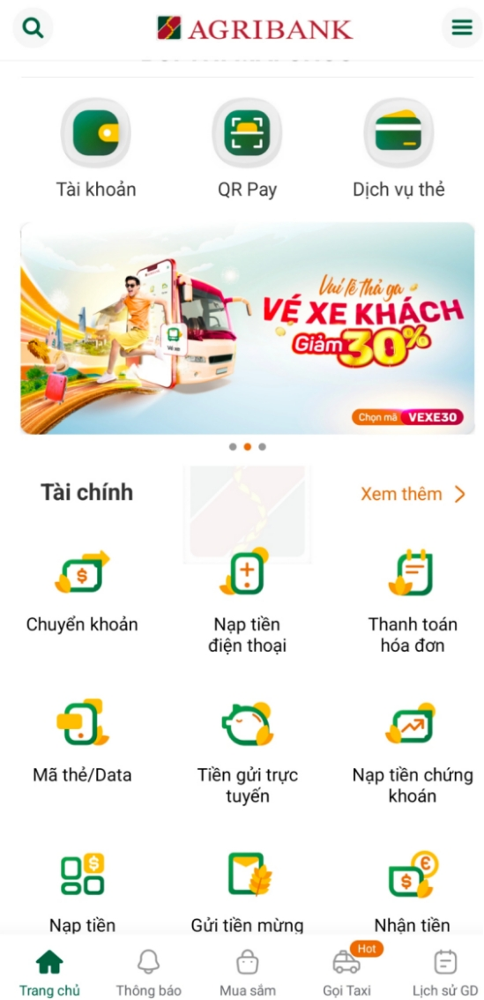 AGRIBANK
Tài khoản
QR Pay
Dịch vụ thẻ
Vui lễ thả ga
VÉ XE KHÁCH
Giảm 30%
Vé xe
Chọn mã VEXE30
Tài chính
Xem thêm
Chuyển khoản
Nạp tiền
điện thoại
Thanh toán
hóa đơn
Mã thẻ/Data
Tiền gửi trực
tuyến
Nạp tiền chứng
khoán
Nạp tiền
Gửi tiền mừng
Nhận tiền
Hot
Trang chủ
Thông báo
Mua sắm
Gọi Taxi
Lịch sử GD